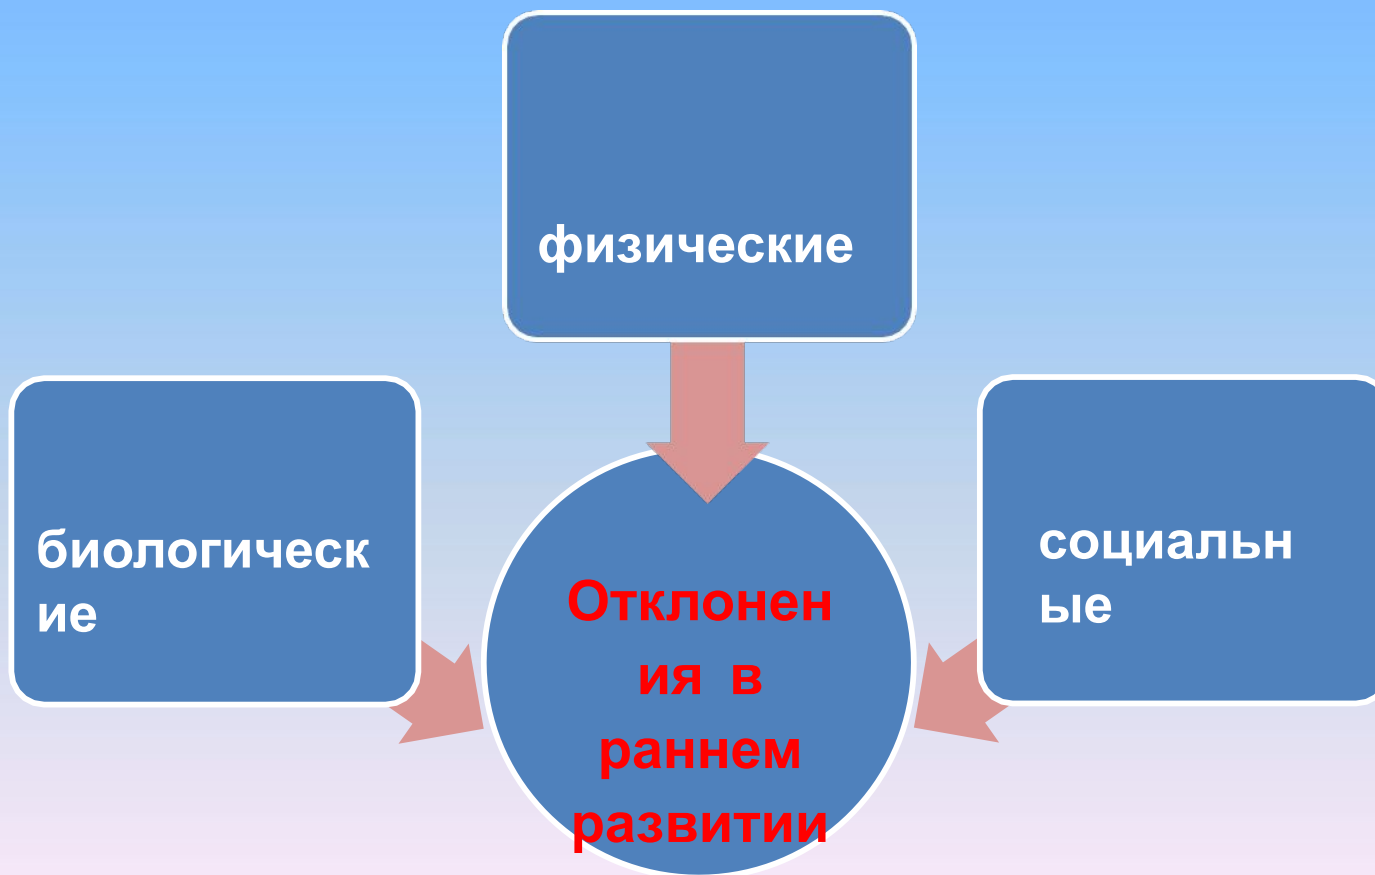 физические
биологическ
ие
социальн
ые
Отклонен
ия в
раннем
развитии